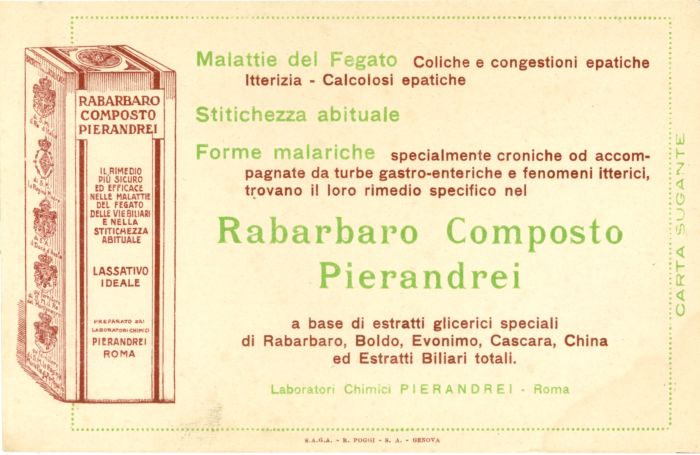 RABARBARO
COMPOSTO
PIERANDREI
IL RIMEDIO
PIÙ SICURO
ED EFFICACE
NELLE MALATTIE
DEL FEGATO
DELLE VIE BILIARI
E NELLA
STITICHEZZA
ABITUALE
LASSATIVO
IDEALE
PREPARATO DAI
LABORATORI CHIMICI
PIERANDREI
ROMA
Malattie del Fegato Coliche e congestioni epatiche
Itterizia - Calcolosi epatiche
Stitichezza abituale
Forme malariche specialmente croniche od accom-
pagnate da turbe gastro-enteriche e fenomeni itterici,
trovano il loro rimedio specifico nel
Rabarbaro Composto
Pierandrei
a base di estratti glicerici speciali
di Rabarbaro, Boldo, Evonimo, Cascara, China
ed Estratti Biliari totali.
Laboratori Chimici PIERANDREI - Roma
CARTA SUGANTE
S.A.G.A. - R. POGGI - S. A. - GENOVA